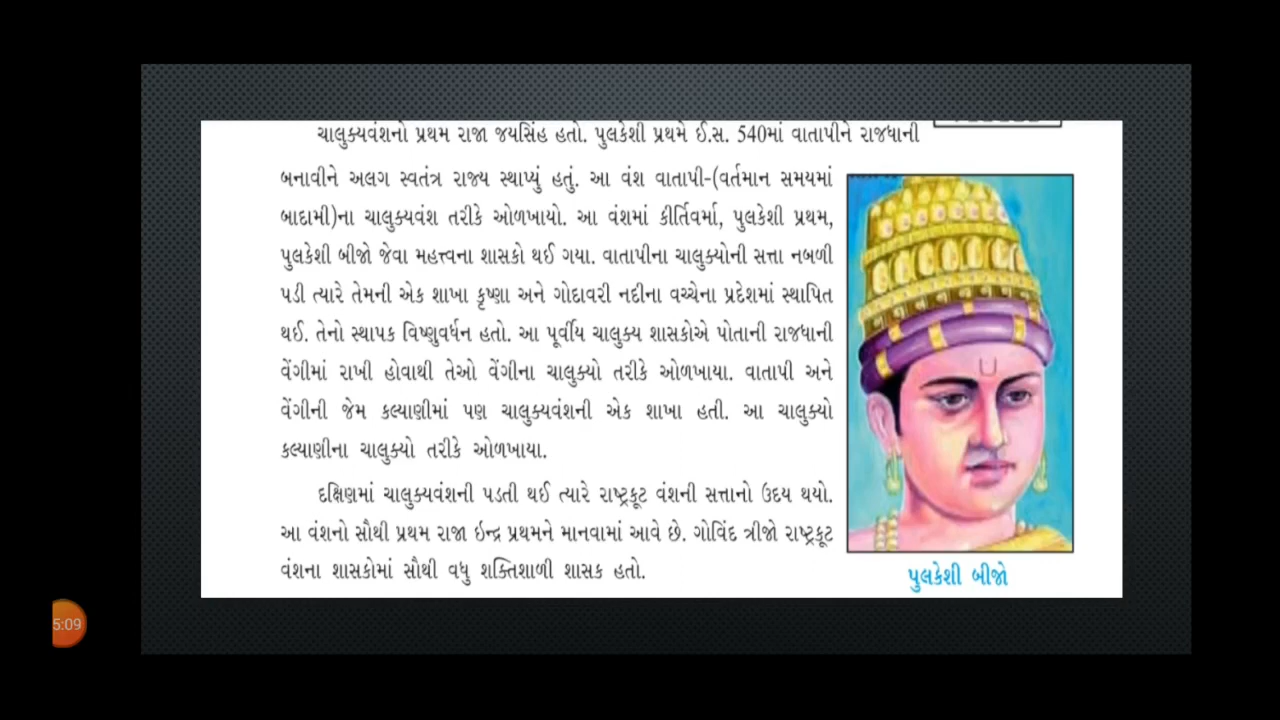 ચાલુક્યવંશનો પ્રથમ રાજા જયસિંહ હતો. પુલકેશી પ્રથમે ઈ.સ. 540માં વાતાપીને રાજધાની
બનાવીને અલગ સ્વતંત્ર રાજ્ય સ્થાપ્યું હતું. આ વંશ વાતાપી-(વર્તમાન સમયમાં
બાદામી)ના ચાલુક્યવંશ તરીકે ઓળખાયો. આ વંશમાં કીર્તિવર્મા, પુલકેશી પ્રથમ,
પુલકેશી બીજો જેવા મહત્ત્વના શાસકો થઈ ગયા. વાતાપીના ચાલુક્યોની સત્તા નબળી
પડી ત્યારે તેમની એક શાખા કૃષ્ણા અને ગોદાવરી નદીના વચ્ચેના પ્રદેશમાં સ્થાપિત
થઈ. તેનો સ્થાપક વિષ્ણુવર્ધન હતો. આ પૂર્વીય ચાલુક્ય શાસકોએ પોતાની રાજધાની
વેંગીમાં રાખી હોવાથી તેઓ વેંગીના ચાલુક્યો તરીકે ઓળખાયા. વાતાપી અને
વેંગીની જેમ કલ્યાણીમાં પણ ચાલુક્યવંશની એક શાખા હતી. આ ચાલુક્યો
કલ્યાણીના ચાલુક્યો તરીકે ઓળખાયા.
દક્ષિણમાં ચાલુક્યવંશની પડતી થઈ ત્યારે રાષ્ટ્રકૂટ વંશની સત્તાનો ઉદય થયો.
આ વંશનો સૌથી પ્રથમ રાજા ઇન્દ્ર પ્રથમને માનવામાં આવે છે. ગોવિંદ ત્રીજો રાષ્ટ્રકૂટ
વંશના શાસકોમાં સૌથી વધુ શક્તિશાળી શાસક હતો.
પુલકેશી બીજો
5:09